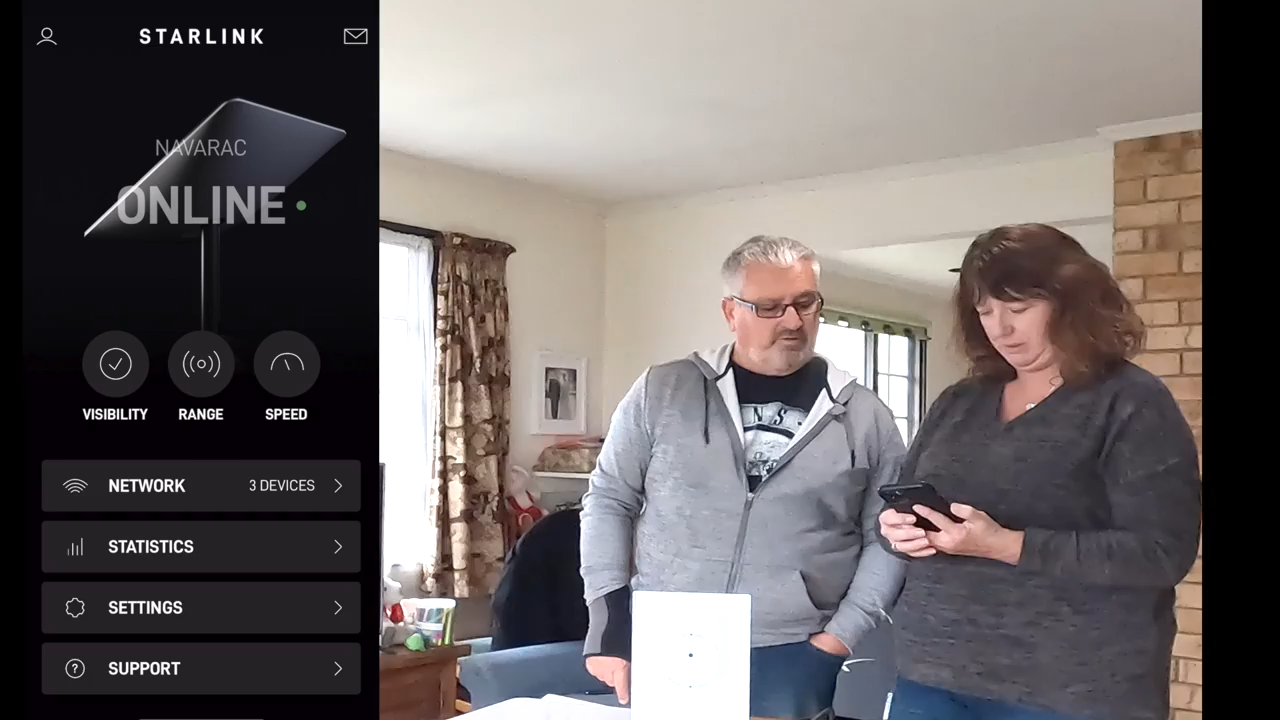 STARLINK
NAVARAC
ONLINE
VISIBILITY
RANGE
SPEED
NETWORK
3 DEVICES
STATISTICS
SETTINGS
SUPPORT